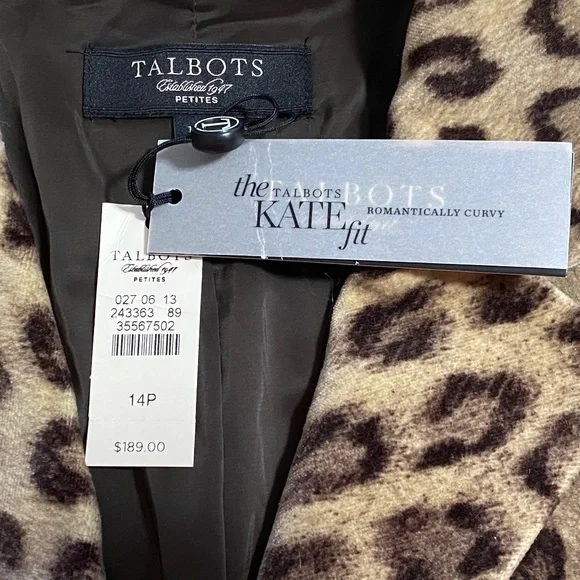 TALBOTS
Established 1947
PETITES
the TALBOTS
KATE fit
ROMANTICALLY CURVY
TALBOTS
Established 1947
PETITES
027 06 13
243363 89
35567502
14P
$189.00